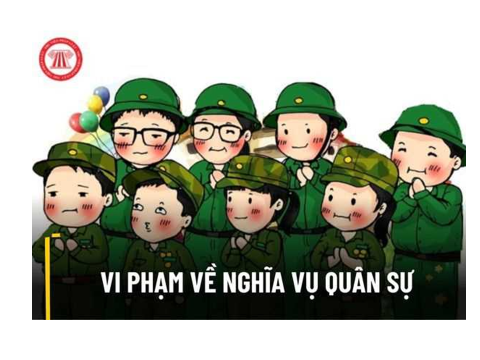 VI PHẠM VỀ NGHĨA VỤ QUÂN SỰ